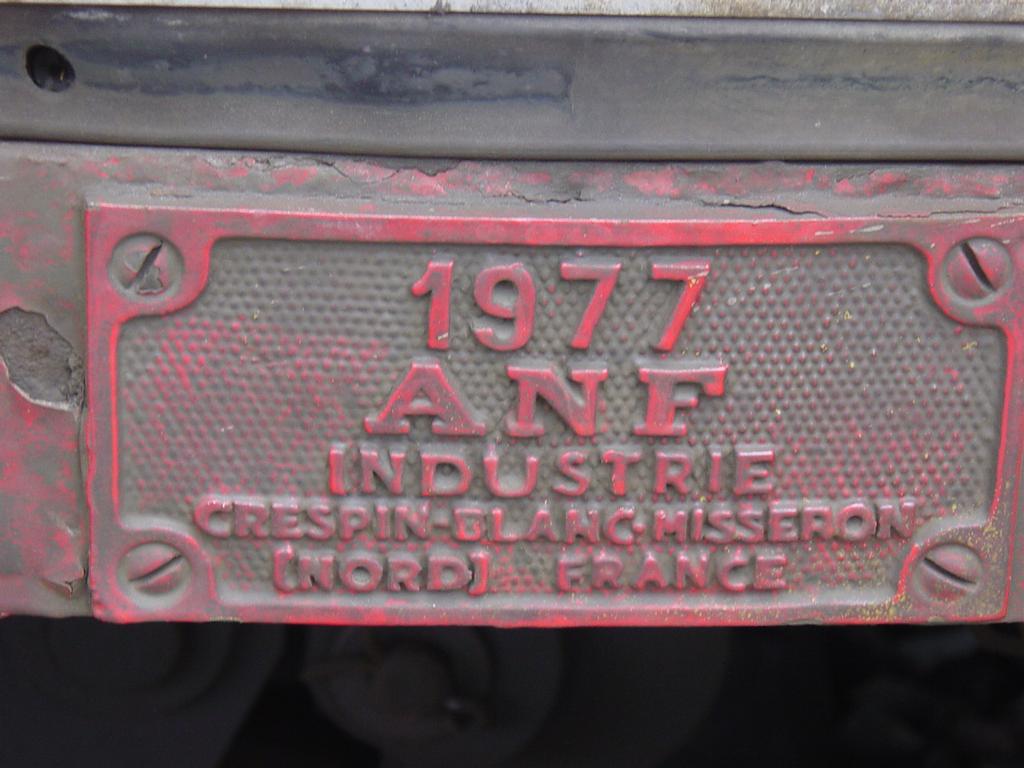 1977
ANF
INDUSTRIE
CRESPIN-BLANC-MISSERON
(NORD) FRANCE